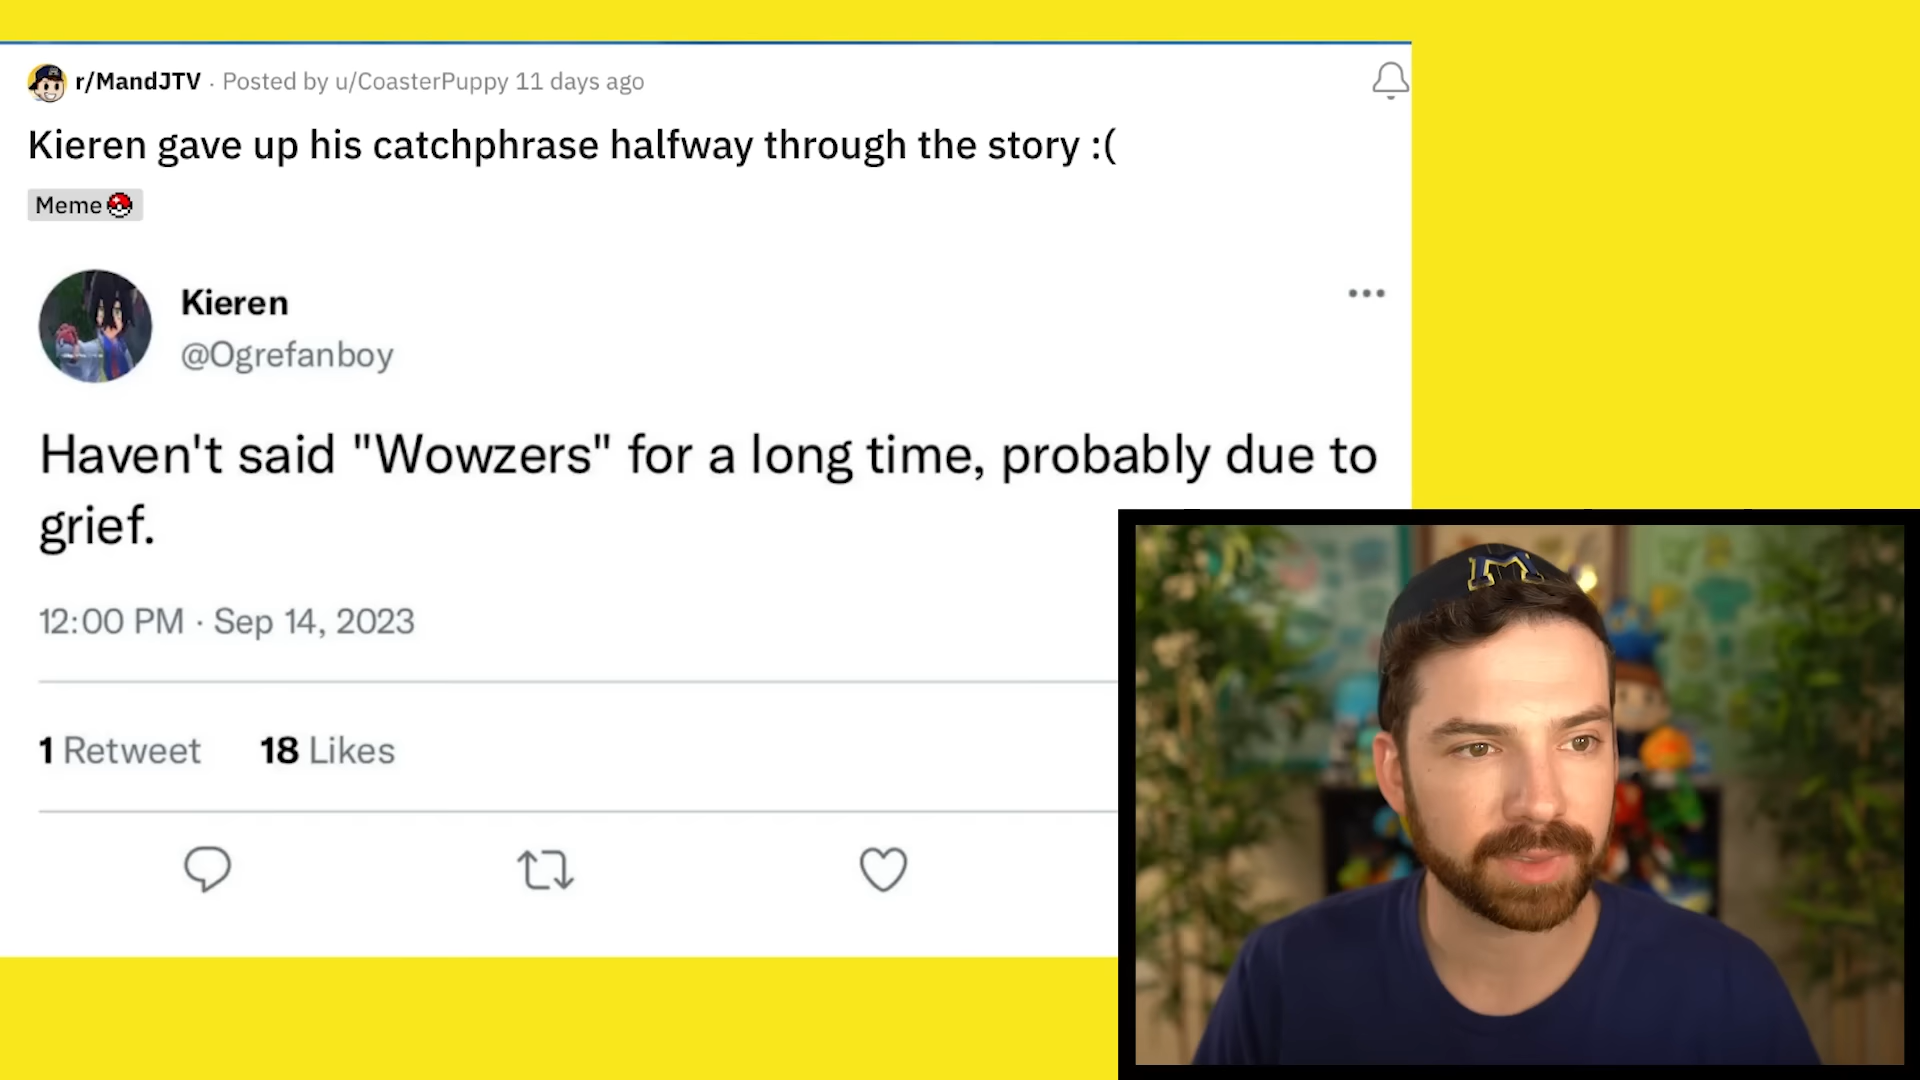 r/MandJTV · Posted by u/CoasterPuppy 11 days ago
Kieren gave up his catchphrase halfway through the story :(
Meme
Kieren
@Ogrefanboy
Haven't said "Wowzers" for a long time, probably due to
grief.
12:00 PM · Sep 14, 2023
1 Retweet 18 Likes
M